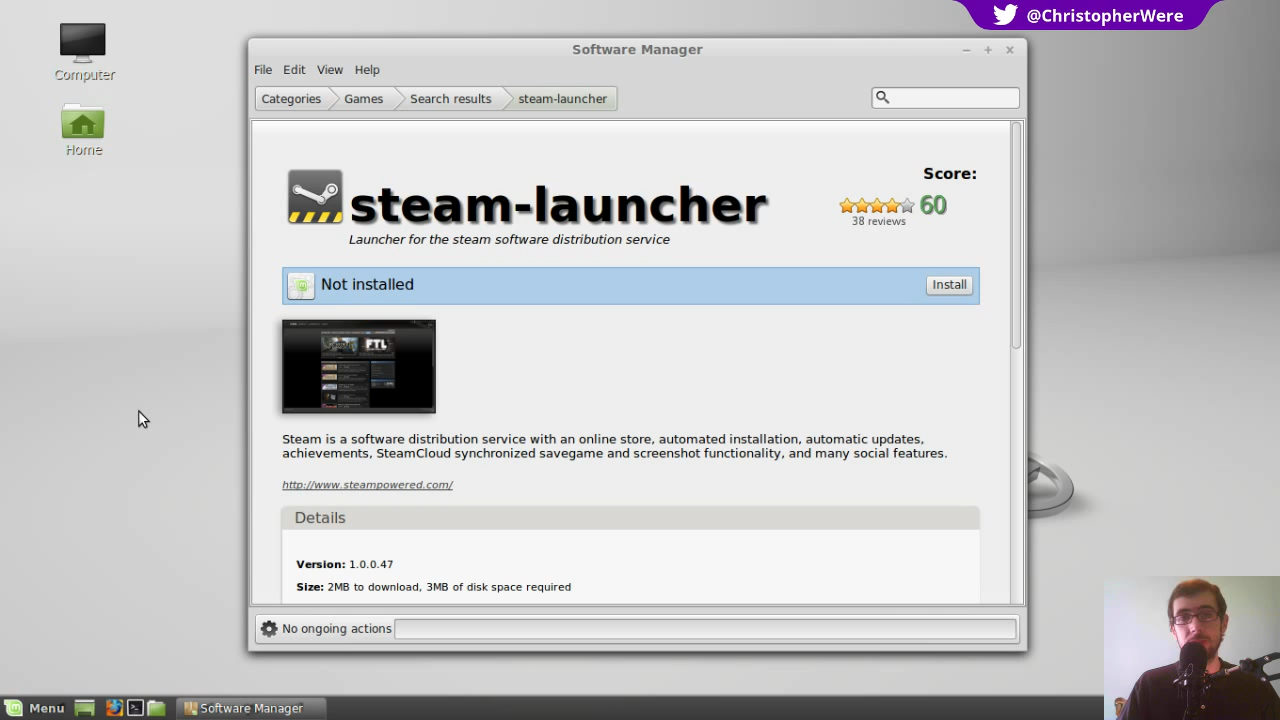 @ChristopherWere
Computer
Home
Software Manager
File Edit View Help
Categories Games Search results steam-launcher
steam-launcher
Launcher for the steam software distribution service
Score:
60
38 reviews
Not installed
Install
FTL
Steam is a software distribution service with an online store, automated installation, automatic updates,
achievements, SteamCloud synchronized savegame and screenshot functionality, and many social features.
http://www.steampowered.com/
Details
Version: 1.0.0.47
Size: 2MB to download, 3MB of disk space required
No ongoing actions
Menu Software Manager